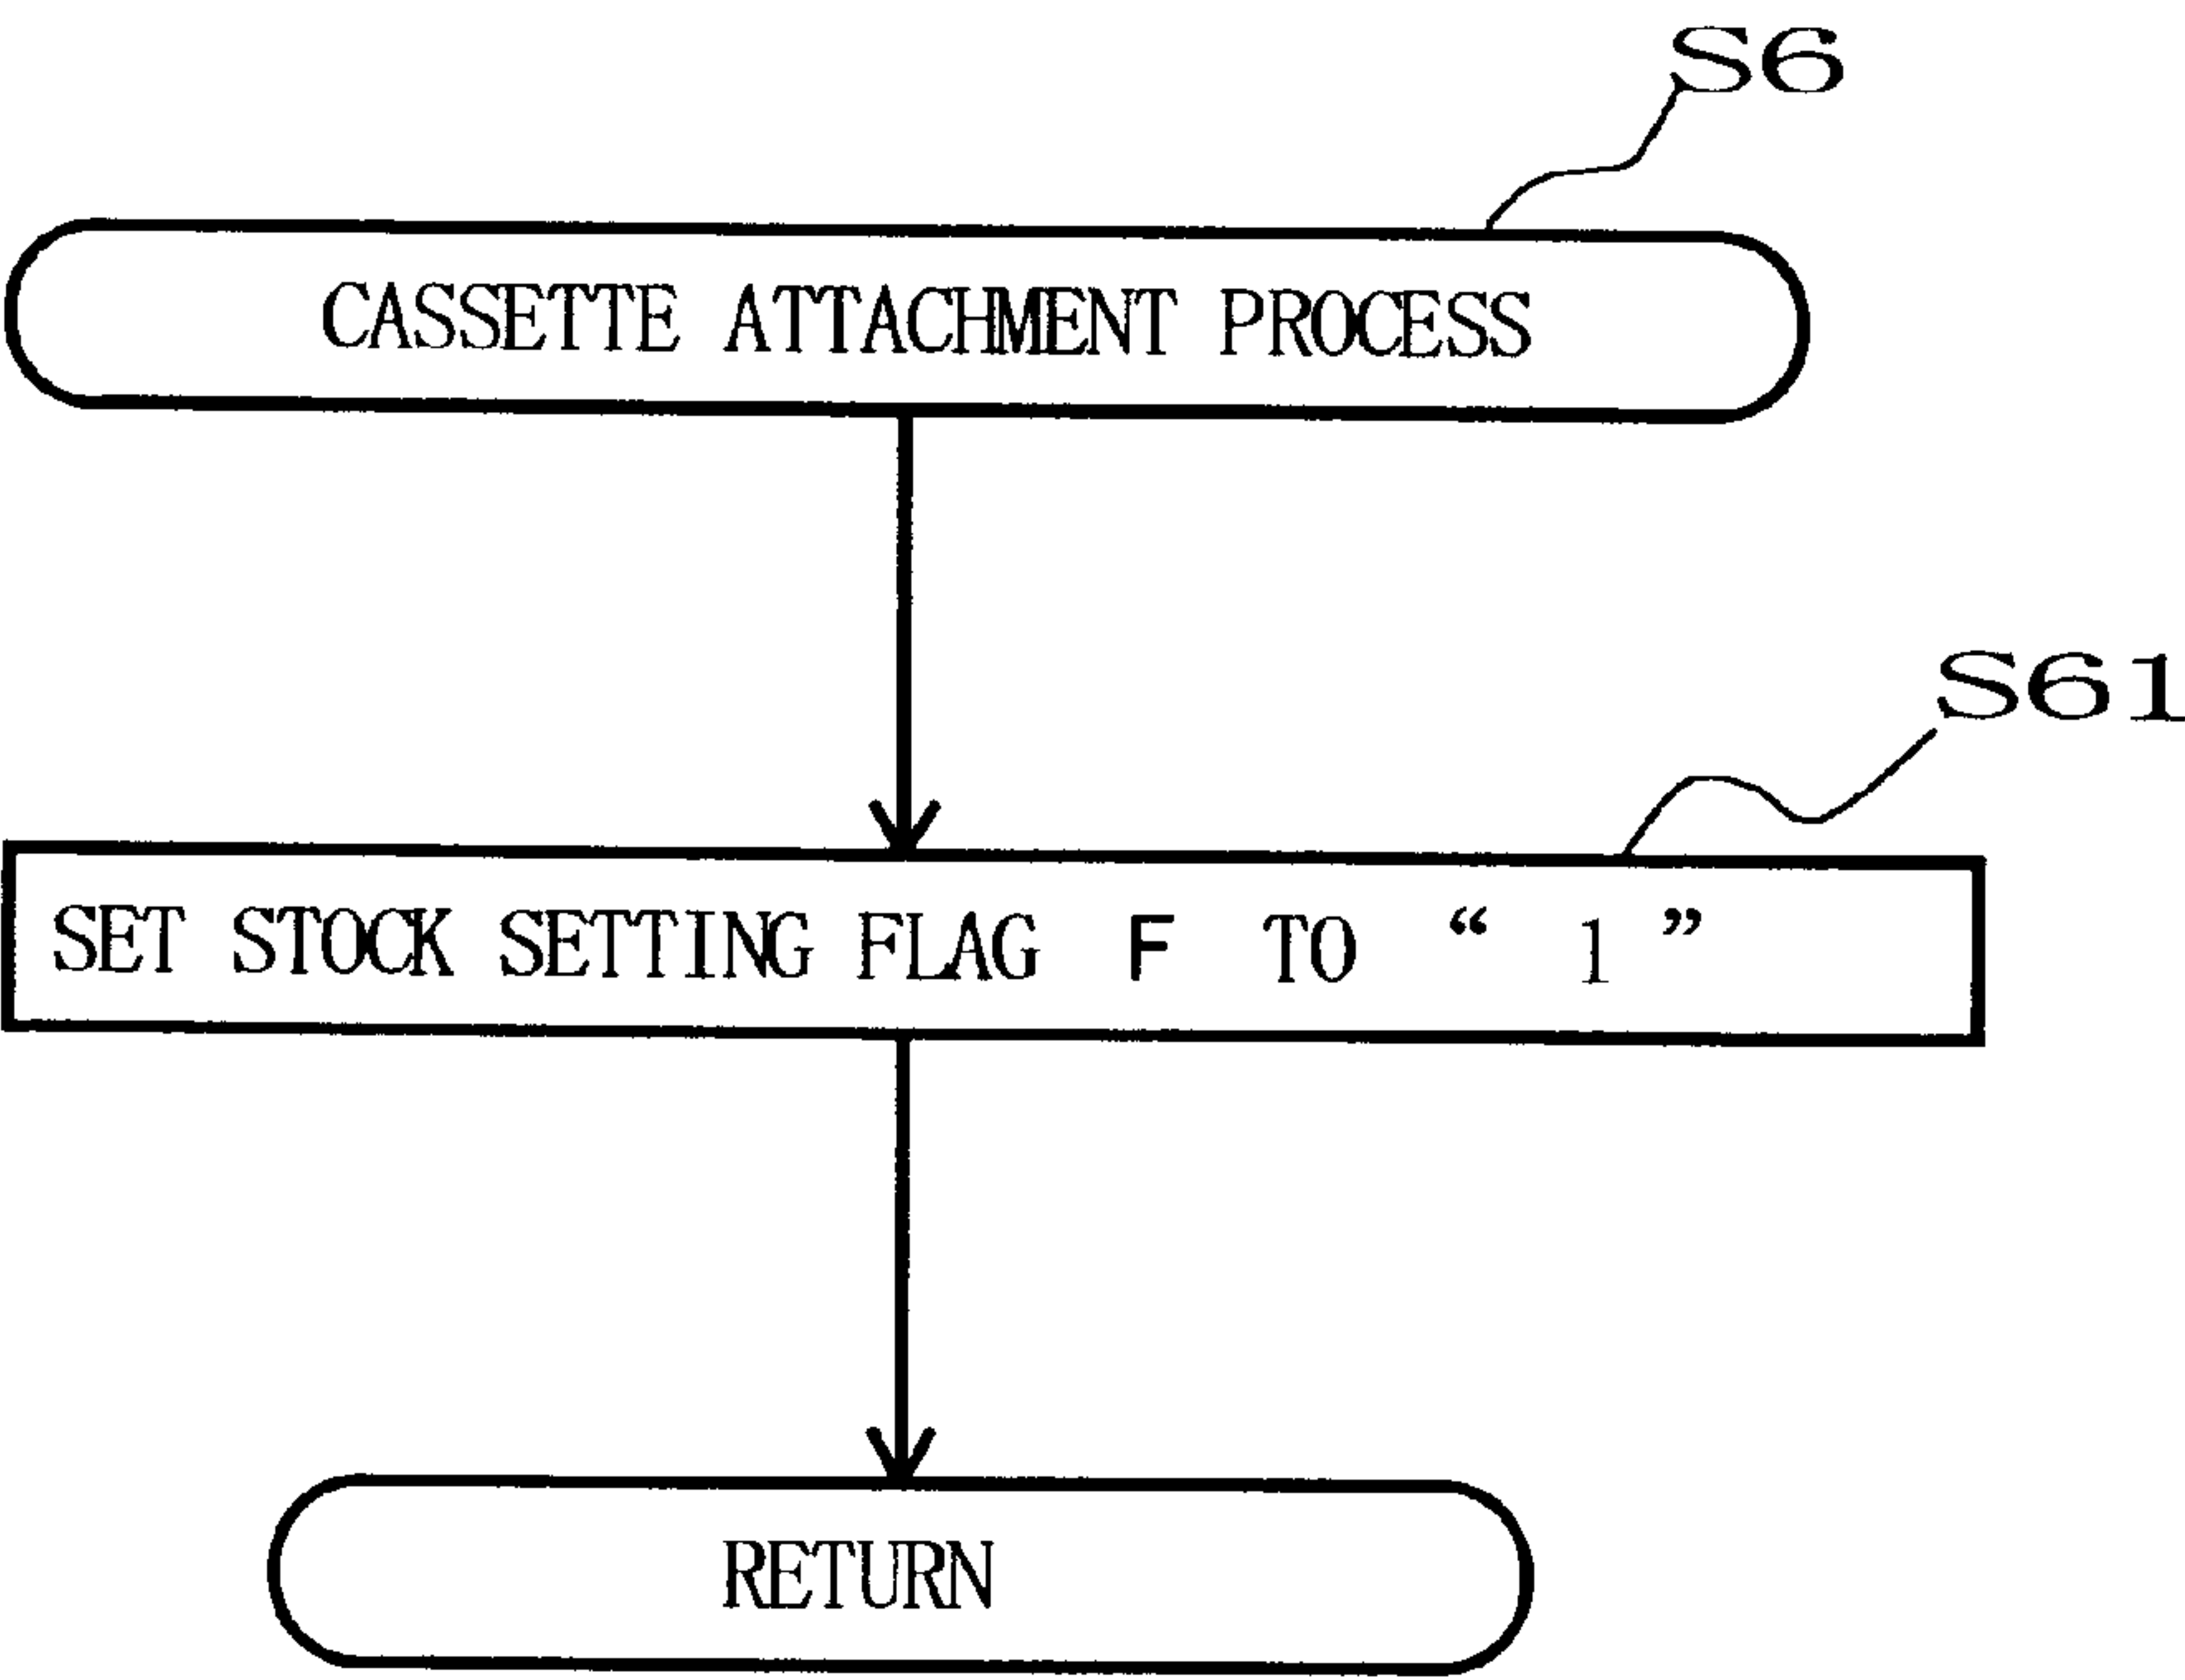 S6
CASSETTE ATTACHMENT PROCESS
S61
SET STOCK SETTING FLAG F TO “ 1 ”
RETURN